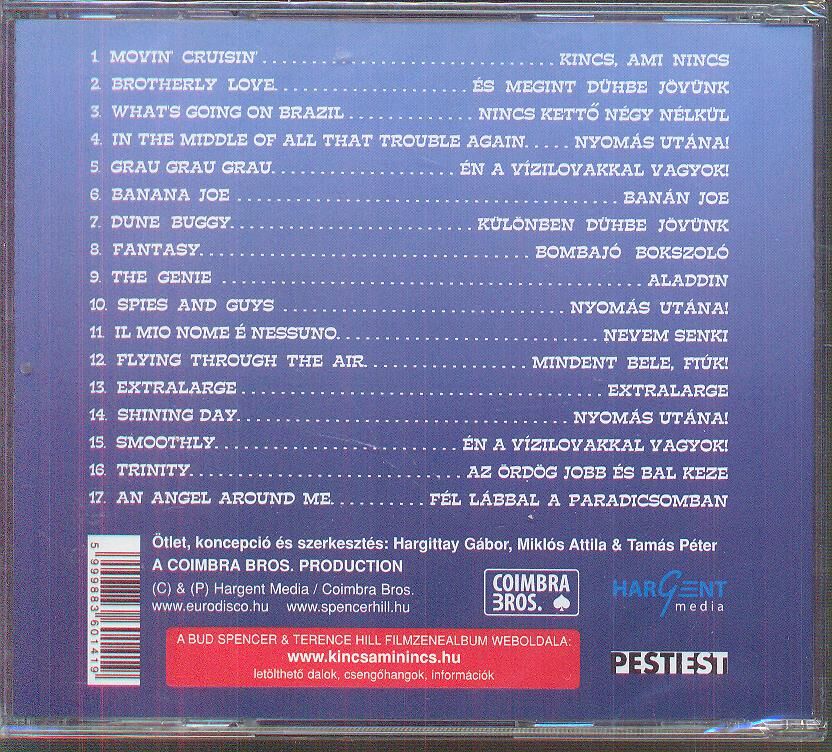 1 MOVIN' CRUISIN' ........ KINCS, AMI NINCS
2. BROTHERLY LOVE ........ ÉS MEGINT DÜHBE JÖVÜNK
3. WHAT'S GOING ON BRAZIL ........ NINCS KETTŐ NÉGY NÉLKÜL
4. IN THE MIDDLE OF ALL THAT TROUBLE AGAIN..... NYOMÁS UTÁNA!
5. GRAU GRAU GRAU ........ ÉN A VÍZILOVAKKAL VAGYOK!
6. BANANA JOE ........ BANÁN JOE
7. DUNE BUGGY ........ KÜLÖNBEN DÜHBE JÖVÜNK
8. FANTASY ........ BOMBAJÓ BOKSZOLÓ
9. THE GENIE ........ ALADDIN
10. SPIES AND GUYS ........ NYOMÁS UTÁNA!
11. IL MIO NOME É NESSUNO ........ NEVEM SENKI
12. FLYING THROUGH THE AIR ........ MINDENT BELE, FIÚK!
13. EXTRALARGE ........ EXTRALARGE
14. SHINING DAY ........ NYOMÁS UTÁNA!
15. SMOOTHLY ........ ÉN A VÍZILOVAKKAL VAGYOK!
16. TRINITY ........ AZ ÖRDÖG JOBB ÉS BAL KEZE
17. AN ANGEL AROUND ME ........ FÉL LÁBBAL A PARADICSOMBAN
Ötlet, koncepció és szerkesztés: Hargittay Gábor, Miklós Attila & Tamás Péter
A COIMBRA BROS. PRODUCTION
(C) & (P) Hargent Media / Coimbra Bros.
www.eurodisco.hu www.spencerhill.hu
COIMBRA
BROS.
HARGENT
media
A BUD SPENCER & TERENCE HILL FILMZENEALBUM WEBOLDALA:
www.kincsaminincs.hu
letölthető dalok, csengőhangok, információk
PESTIEST
5 999883 601419